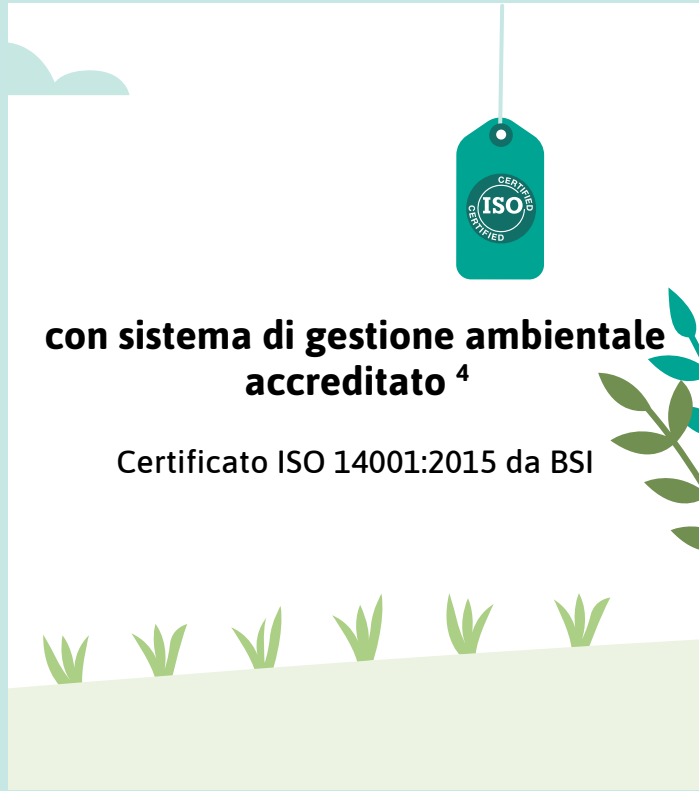 CERTIFIED
ISO
CERTIFIED
con sistema di gestione ambientale
accreditato ⁴
Certificato ISO 14001:2015 da BSI